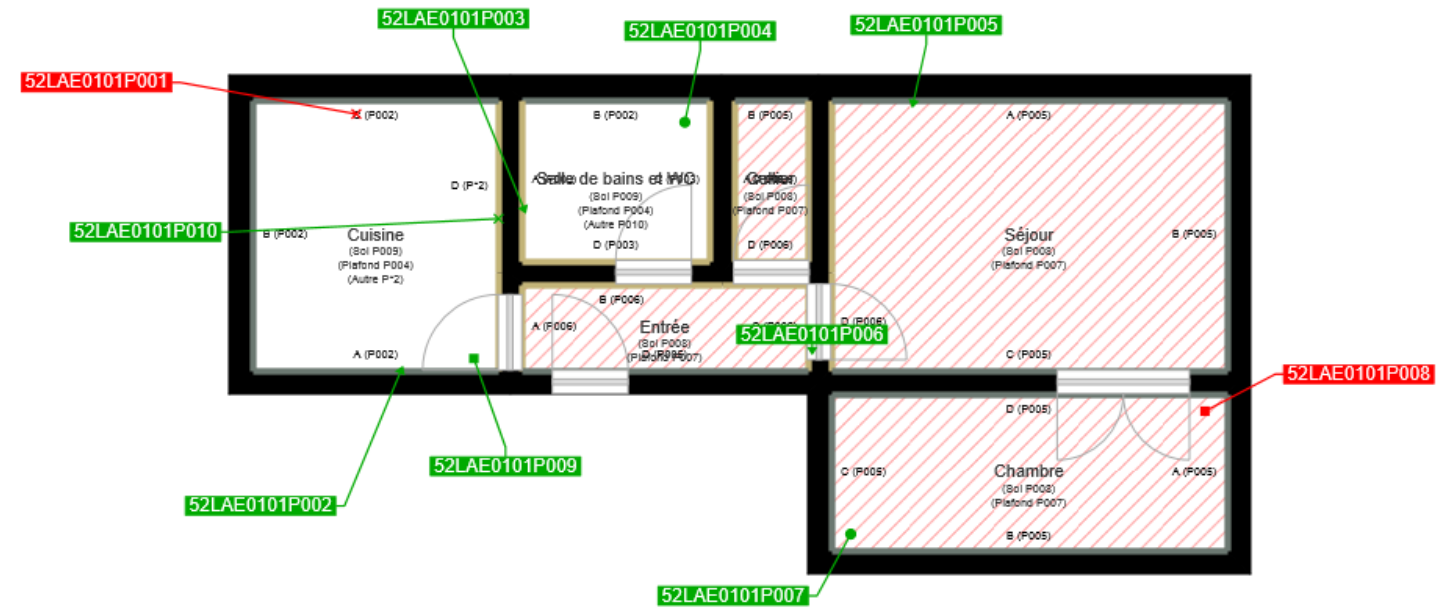 52LAE0101P003
52LAE0101P004
52LAE0101P005
52LAE0101P001
(P002)
B (P002)
B (P005)
A (P005)
D (P*2)
Salle de bains et WC
(Sol P009)
(Plafond P004)
(Autre P010)
D (P003)
Cellier
(Sol P008)
(Plafond P007)
D (P006)
52LAE0101P010
B (P002)
Cuisine
(Sol P009)
(Plafond P004)
(Autre P*2)
Séjour
(Sol P008)
(Plafond P007)
B (P005)
B (P006)
A (P006)
Entrée
(Sol P008)
(Plafond P007)
52LAE0101P006
D (P006)
A (P002)
C (P005)
52LAE0101P008
D (P005)
52LAE0101P009
C (P005)
Chambre
(Sol P008)
(Plafond P007)
A (P005)
52LAE0101P002
B (P005)
52LAE0101P007